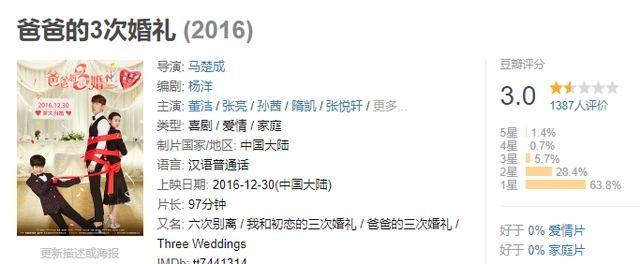 爸爸的3次婚礼 (2016)
爸爸的3次婚礼
2016.12.30
导演: 马楚成
编剧: 杨洋
主演: 董洁 / 张亮 / 孙茜 / 隋凯 / 张悦轩 / 更多...
类型: 喜剧 / 爱情 / 家庭
制片国家/地区: 中国大陆
语言: 汉语普通话
上映日期: 2016-12-30(中国大陆)
片长: 97分钟
又名: 六次别离 / 我和初恋的三次婚礼 / 爸爸的三次婚礼 /
Three Weddings
IMDb: tt7441314
更新描述或海报
豆瓣评分
3.0
1387人评价
5星 1.4%
4星 0.7%
3星 5.7%
2星 28.4%
1星 63.8%
好于 0% 爱情片
好于 0% 家庭片